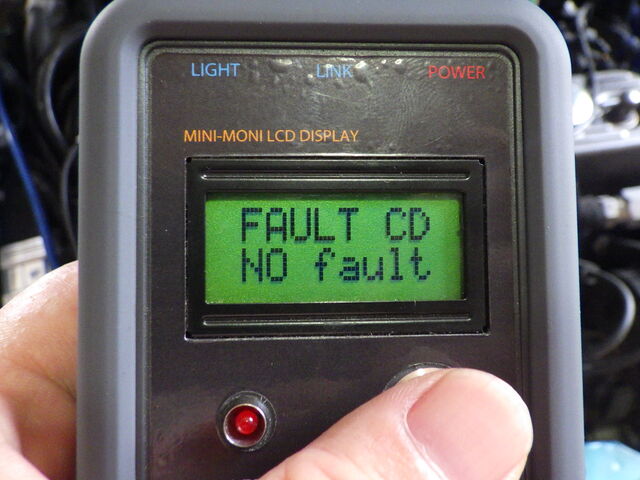 LIGHT LINK POWER
MINI-MONI LCD DISPLAY
FAULT CD
NO fault